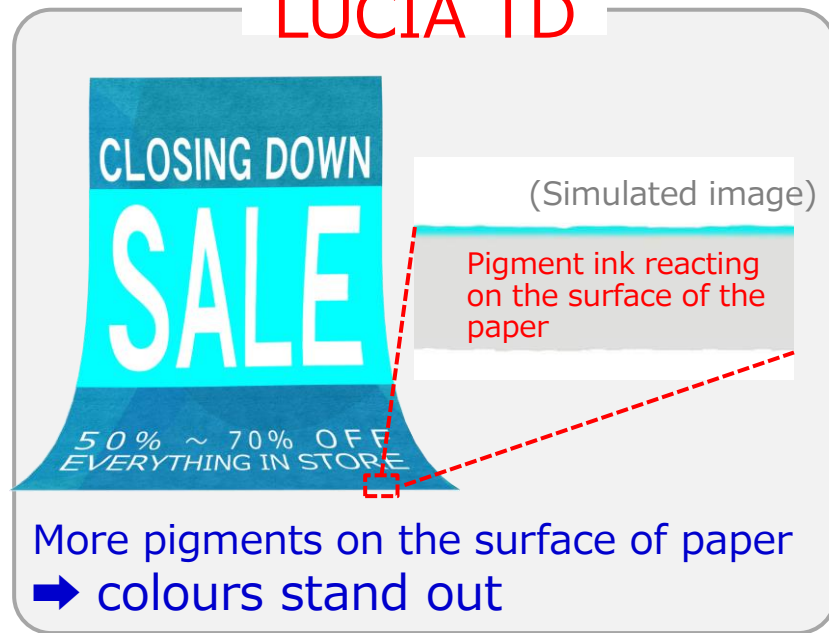 LUCIA TD
CLOSING DOWN
SALE
50% ~ 70% OFF
EVERYTHING IN STORE
(Simulated image)
Pigment ink reacting
on the surface of the
paper
More pigments on the surface of paper
➡ colours stand out